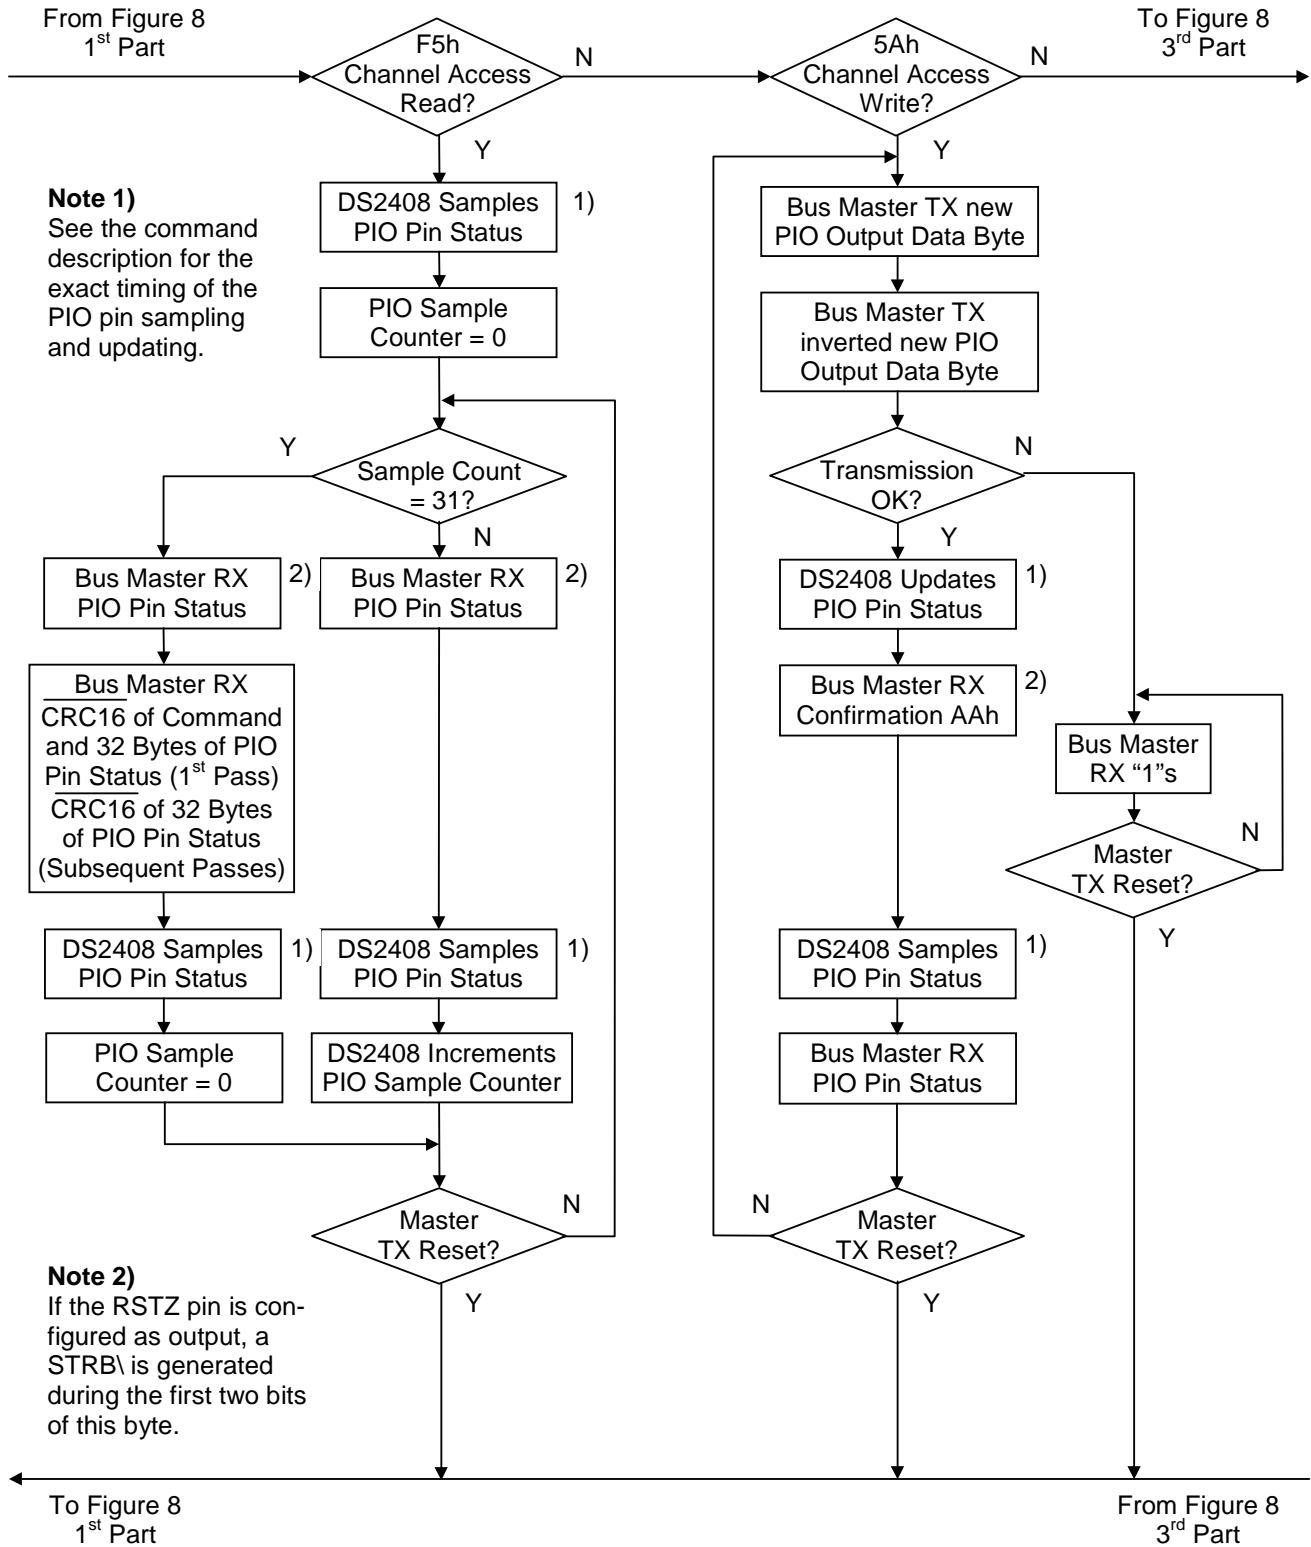 From Figure 8
1st Part
F5h
Channel Access
Read?
N
5Ah
Channel Access
Write?
N
To Figure 8
3rd Part
Y
Y
Note 1)
See the command
description for the
exact timing of the
PIO pin sampling
and updating.
DS2408 Samples
PIO Pin Status
1)
PIO Sample
Counter = 0
Sample Count
= 31?
Y
N
Bus Master RX
PIO Pin Status
2)
Bus Master RX
PIO Pin Status
2)
Bus Master RX
CRC16 of Command
and 32 Bytes of PIO
Pin Status (1st Pass)
CRC16 of 32 Bytes
of PIO Pin Status
(Subsequent Passes)
DS2408 Samples
PIO Pin Status
1)
DS2408 Samples
PIO Pin Status
1)
PIO Sample
Counter = 0
DS2408 Increments
PIO Sample Counter
Master
TX Reset?
N
Y
Note 2)
If the RSTZ pin is con-
figured as output, a
STRB\ is generated
during the first two bits
of this byte.
Bus Master TX new
PIO Output Data Byte
Bus Master TX
inverted new PIO
Output Data Byte
Transmission
OK?
N
Y
DS2408 Updates
PIO Pin Status
1)
Bus Master RX
Confirmation AAh
2)
Bus Master
RX “1”s
Master
TX Reset?
N
Y
DS2408 Samples
PIO Pin Status
1)
Bus Master RX
PIO Pin Status
Master
TX Reset?
N
Y
To Figure 8
1st Part
From Figure 8
3rd Part